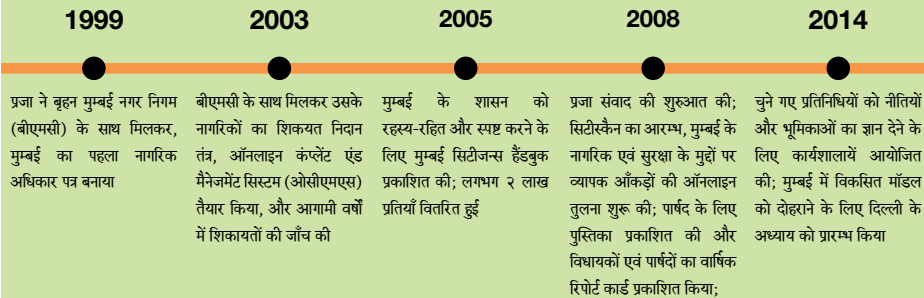 1999
प्रजा ने बृहन मुम्बई नगर निगम
(बीएमसी) के साथ मिलकर,
मुम्बई का पहला नागरिक
अधिकार पत्र बनाया
2003
बीएमसी के साथ मिलकर उसके
नागरिकों का शिकयत निदान
तंत्र, ऑनलाइन कंप्लेंट एंड
मैनेजमेंट सिस्टम (ओसीएमएस)
तैयार किया, और आगामी वर्षों
में शिकायतों की जाँच की
2005
मुम्बई के शासन को
रहस्य-रहित और स्पष्ट करने के
लिए मुम्बई सिटीजन्स हैंडबुक
प्रकाशित की; लगभग २ लाख
प्रतियाँ वितरित हुई
2008
प्रजा संवाद की शुरुआत की;
सिटीस्कैन का आरम्भ, मुम्बई के
नागरिक एवं सुरक्षा के मुद्दों पर
व्यापक आँकड़ों की ऑनलाइन
तुलना शुरू की; पार्षद के लिए
पुस्तिका प्रकाशित की और
विधायकों एवं पार्षदों का वार्षिक
रिपोर्ट कार्ड प्रकाशित किया;
2014
चुने गए प्रतिनिधियों को नीतियों
और भूमिकाओं का ज्ञान देने के
लिए कार्यशालायें आयोजित
की; मुम्बई में विकसित मॉडल
को दोहराने के लिए दिल्ली के
अध्याय को प्रारम्भ किया